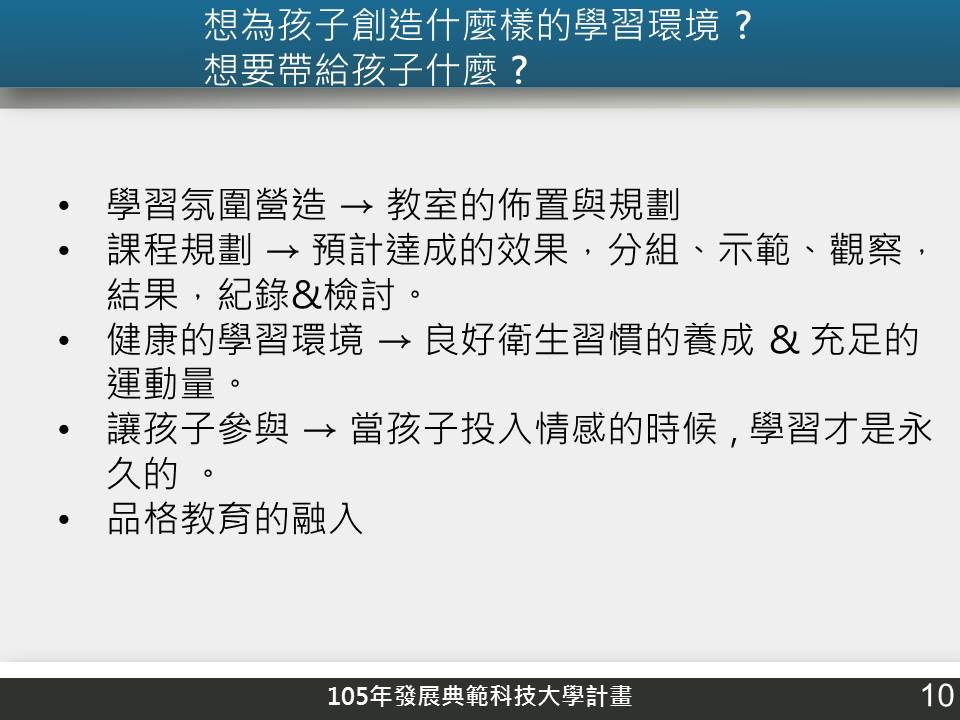 想為孩子創造什麼樣的學習環境？
想要帶給孩子什麼？
• 學習氛圍營造 → 教室的佈置與規劃
• 課程規劃 → 預計達成的效果，分組、示範、觀察，
結果，紀錄&檢討。
• 健康的學習環境 → 良好衛生習慣的養成 & 充足的
運動量。
• 讓孩子參與 → 當孩子投入情感的時候 , 學習才是永
久的 。
• 品格教育的融入
105年發展典範科技大學計畫
10